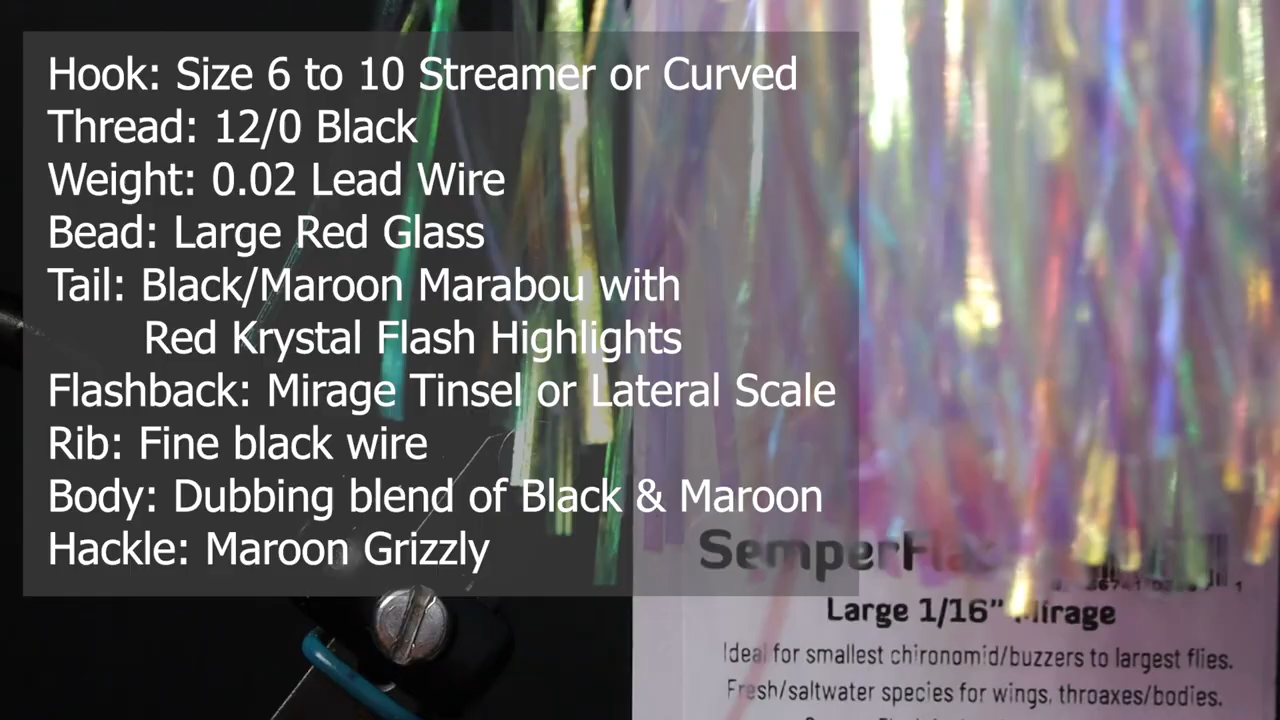 Hook: Size 6 to 10 Streamer or Curved
Thread: 12/0 Black
Weight: 0.02 Lead Wire
Bead: Large Red Glass
Tail: Black/Maroon Marabou with
Red Krystal Flash Highlights
Flashback: Mirage Tinsel or Lateral Scale
Rib: Fine black wire
Body: Dubbing blend of Black & Maroon
Hackle: Maroon Grizzly
Large 1/16” Mirage
Ideal for smallest chironomid/buzzers to largest flies.
Fresh/saltwater species for wings, throaxes/bodies.